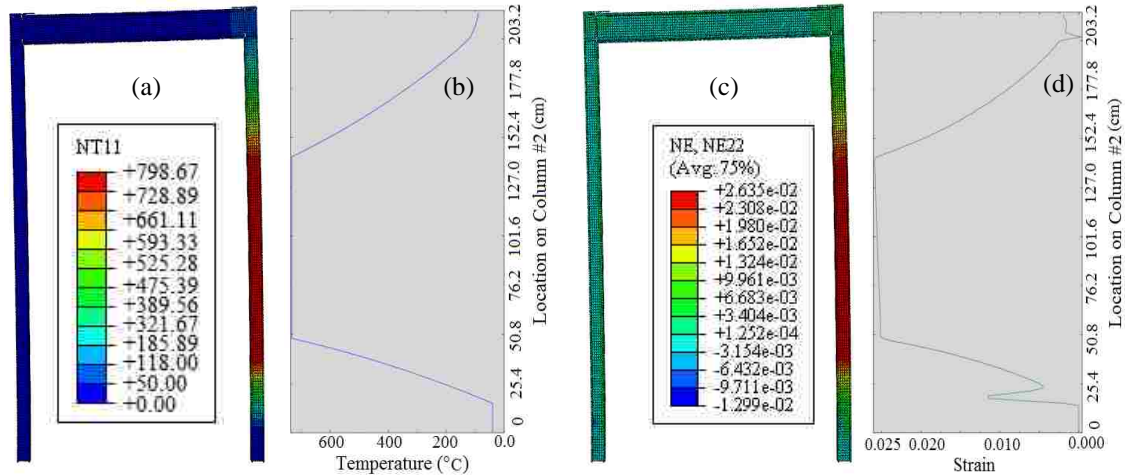 (a)
NT11
+798.67
+728.89
+661.11
+593.33
+525.28
+475.39
+389.56
+321.67
+185.89
+118.00
+50.00
+0.00
(b)
203.2
177.8
152.4
127.0
101.6
76.2
50.8
25.4
0
Location on Column #2 (cm)
600 400 200 0.0
Temperature (°C)
(c)
NE, NE22
(Avg: 75%)
+2.635e-02
+2.308e-02
+1.980e-02
+1.652e-02
+1.324e-02
+9.961e-03
+6.683e-03
+3.404e-03
+1.252e-04
-3.154e-03
-6.432e-03
-9.711e-03
-1.299e-02
(d)
203.2
177.8
152.4
127.0
101.6
76.2
50.8
25.4
0
Location on Column #2 (cm)
0.025 0.020 0.010 0.000
Strain